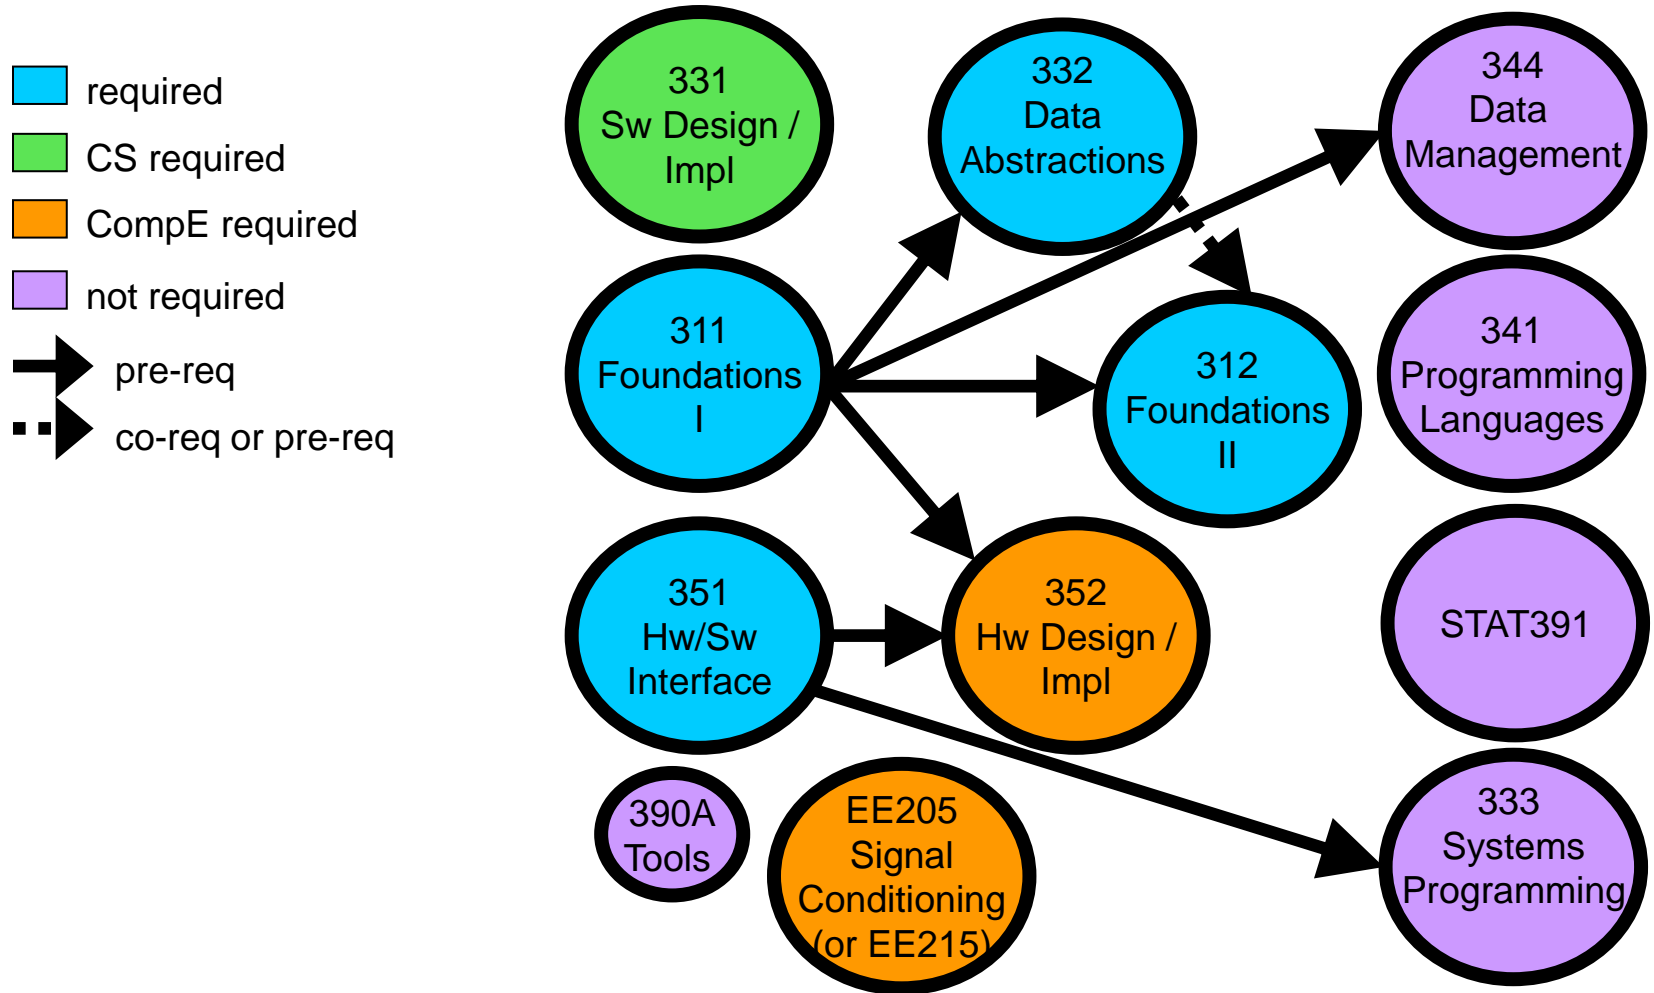 required
CS required
CompE required
not required
pre-req
co-req or pre-req
331
Sw Design /
Impl
332
Data
Abstractions
344
Data
Management
311
Foundations
I
312
Foundations
II
341
Programming
Languages
351
Hw/Sw
Interface
352
Hw Design /
Impl
STAT391
390A
Tools
EE205
Signal
Conditioning
(or EE215)
333
Systems
Programming